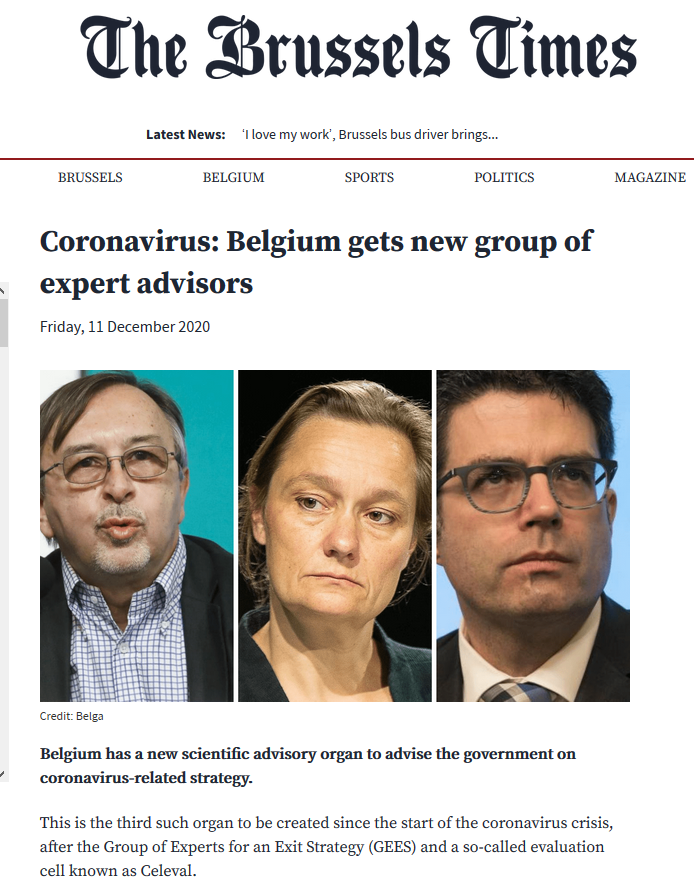 The Brussels Times
Latest News: 'I love my work', Brussels bus driver brings...
BRUSSELS BELGIUM SPORTS POLITICS MAGAZINE
Coronavirus: Belgium gets new group of
expert advisors
Friday, 11 December 2020
Credit: Belga
Belgium has a new scientific advisory organ to advise the government on
coronavirus-related strategy.
This is the third such organ to be created since the start of the coronavirus crisis,
after the Group of Experts for an Exit Strategy (GEES) and a so-called evaluation
cell known as Celeval.